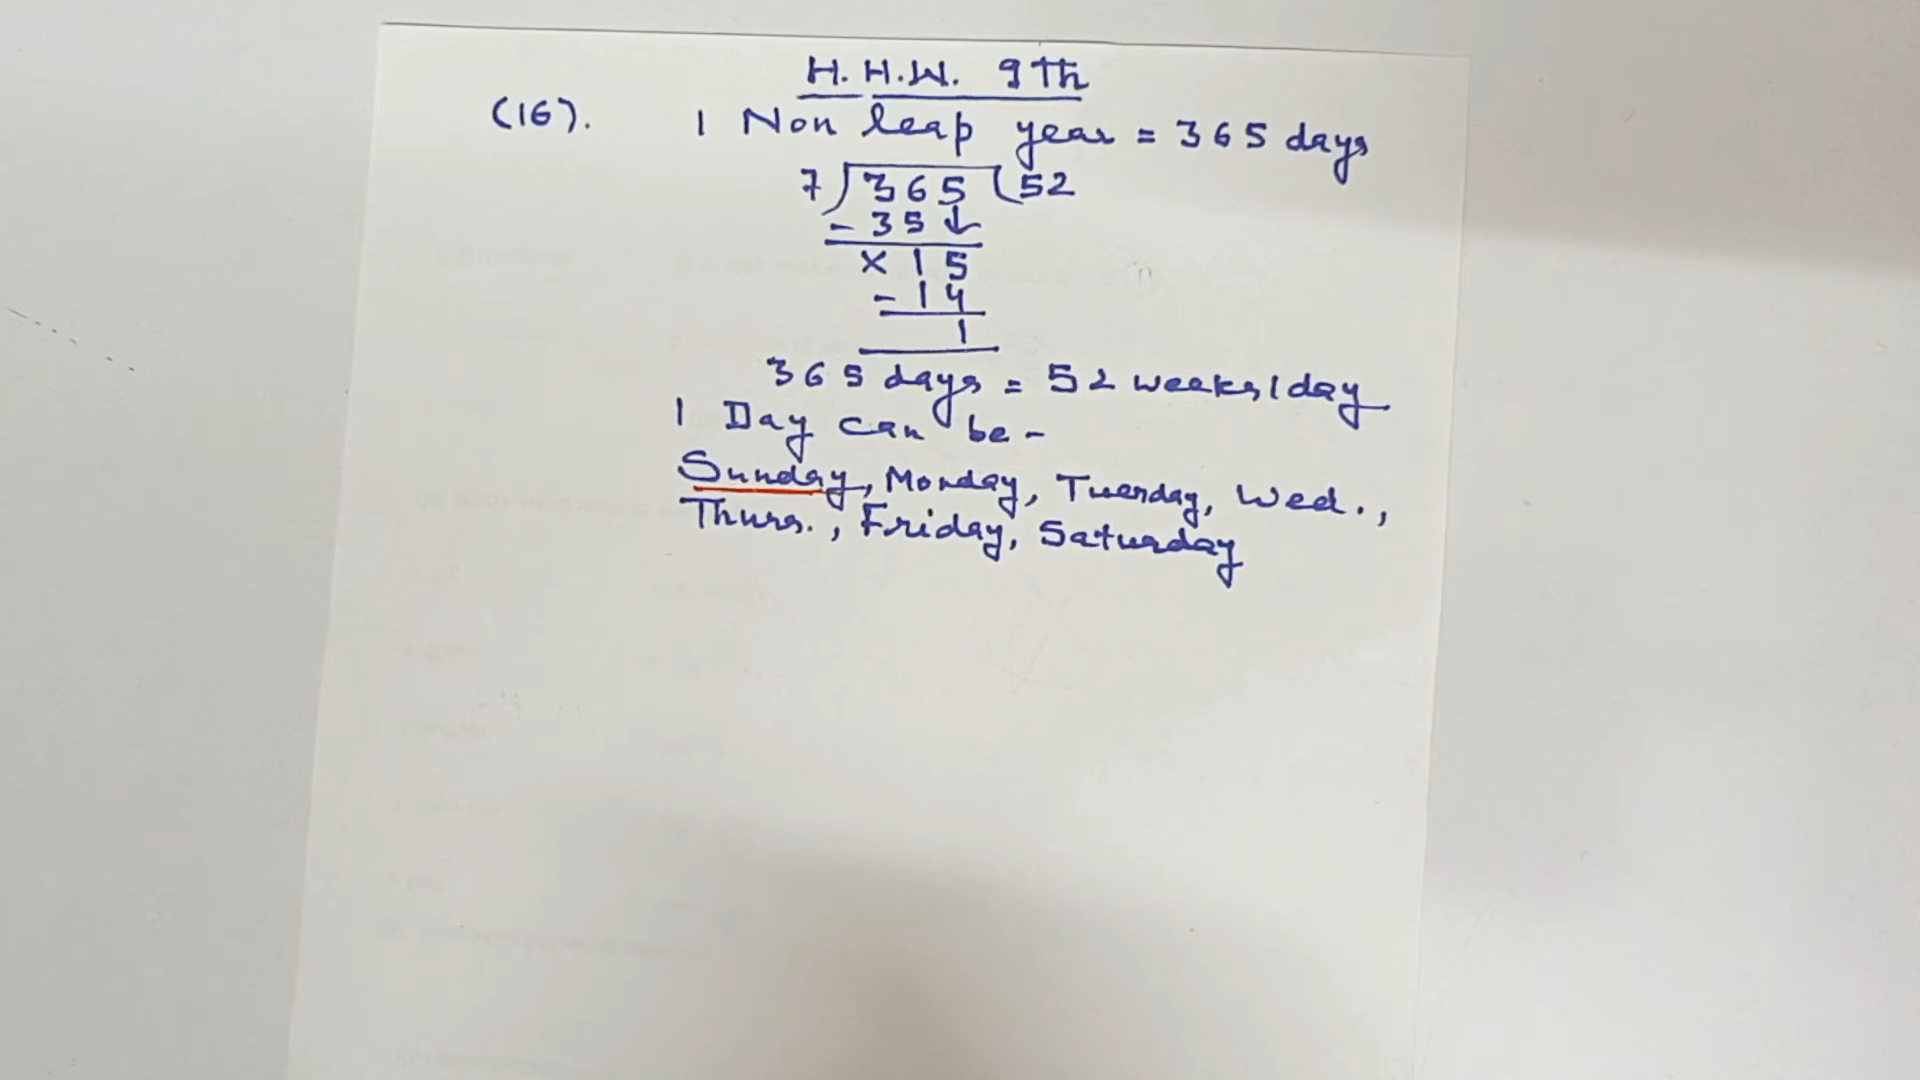 H.H.W. 9Th
(16). 1 Non leap year = 365 days
7) 365 (52
- 35 ↓
x 15
- 14
1
365 days = 52 weeks 1 day
1 Day can be -
Sunday, Monday, Tuesday, Wed.,
Thurs., Friday, Saturday